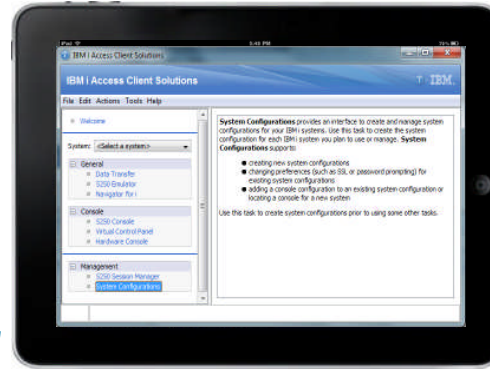 iPad
5:40 PM
IBM i Access Client Solutions
IBM i Access Client Solutions
IBM.
File Edit Actions Tools Help
Welcome
System: <Select a system>
General
Data Transfer
5250 Emulator
Navigator for i
Console
5250 Console
Virtual Control Panel
Hardware Console
Management
5250 Session Manager
System Configurations
System Configurations provides an interface to create and manage system
configurations for your IBM i systems. Use this task to create the system
configuration for each IBM i system you plan to use or manage. System
Configurations supports:
creating new system configurations
changing preferences (such as SSL or password prompting) for
existing system configurations
adding a console configuration to an existing system configuration or
locating a console for a new system
Use this task to create system configurations prior to using some other tasks.